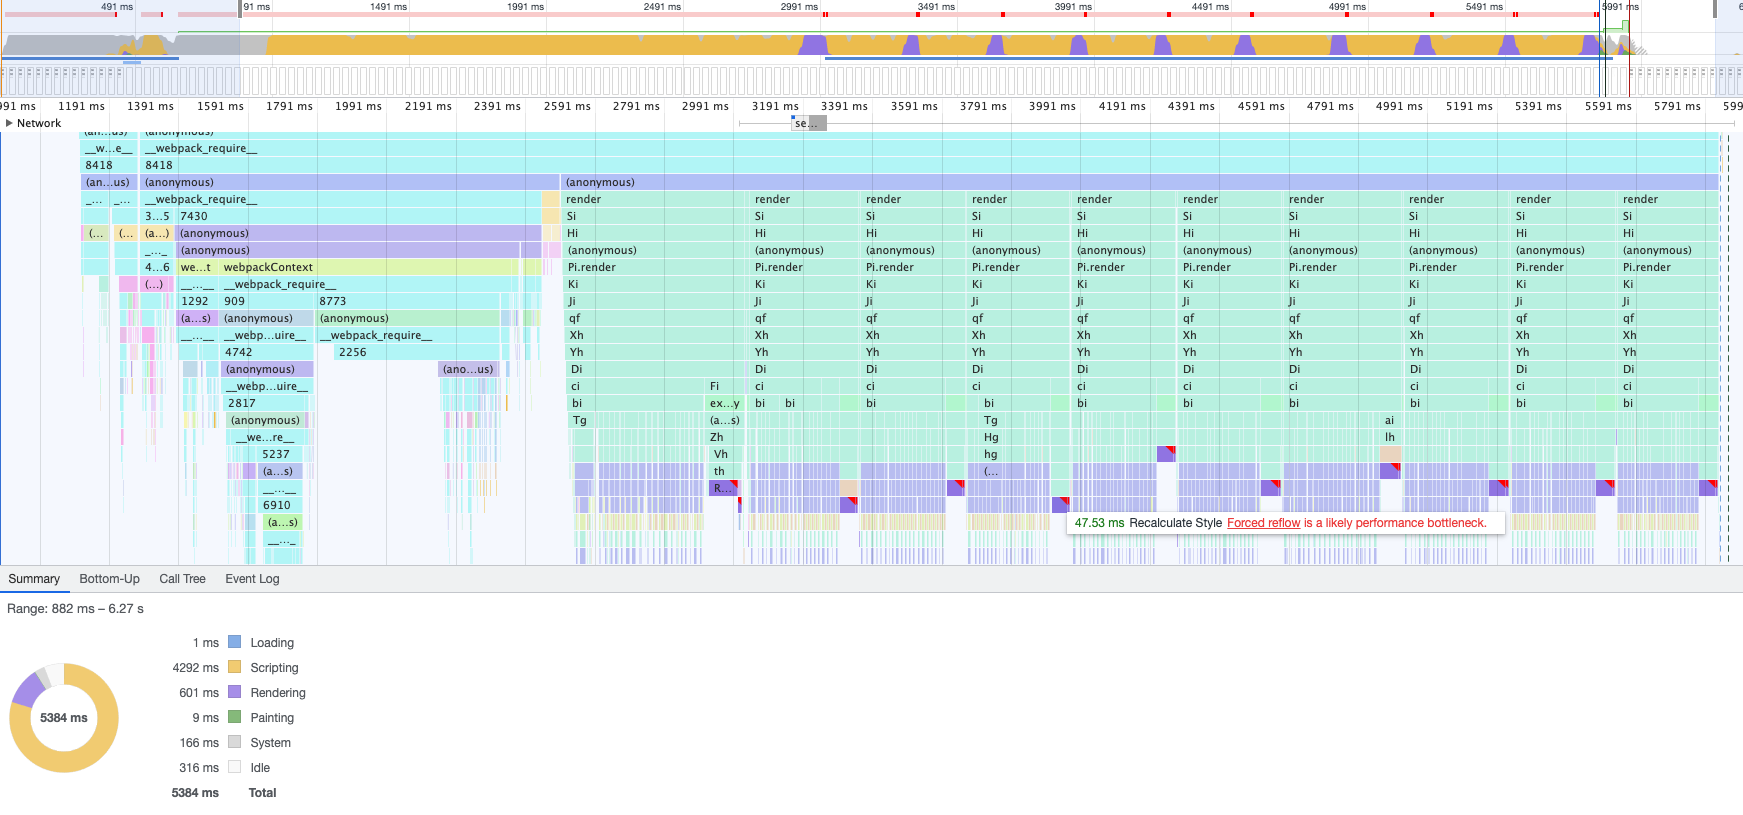 491 ms 91 ms 1491 ms 1991 ms 2491 ms 2991 ms 3491 ms 3991 ms 4491 ms 4991 ms 5491 ms 5991 ms 6
991 ms 1191 ms 1391 ms 1591 ms 1791 ms 1991 ms 2191 ms 2391 ms 2591 ms 2791 ms 2991 ms 3191 ms 3391 ms 3591 ms 3791 ms 3991 ms 4191 ms 4391 ms 4591 ms 4791 ms 4991 ms 5191 ms 5391 ms 5591 ms 5791 ms 599
Network se...
(an...us) (anonymous)
__w...e__ __webpack_require__
8418 8418
(an...us) (anonymous) (anonymous)
_... _... __webpack_require__ render render render render render render render render render render
3...5 7430 Si Si Si Si Si Si Si Si Si Si
(... (... (a...) (anonymous) Hi Hi Hi Hi Hi Hi Hi Hi Hi Hi
_..._ (anonymous) (anonymous) (anonymous) (anonymous) (anonymous) (anonymous) (anonymous) (anonymous) (anonymous) (anonymous) (anonymous)
4...6 we...t webpackContext Pi.render Pi.render Pi.render Pi.render Pi.render Pi.render Pi.render Pi.render Pi.render Pi.render
(...) __...__ __webpack_require__ Ki Ki Ki Ki Ki Ki Ki Ki Ki Ki
1292 909 8773 Ji Ji Ji Ji Ji Ji Ji Ji Ji Ji
(a...s) (anonymous) (anonymous) qf qf qf qf qf qf qf qf qf qf
__...__ __webp...uire__ __webpack_require__ Xh Xh Xh Xh Xh Xh Xh Xh Xh Xh
4742 2256 Yh Yh Yh Yh Yh Yh Yh Yh Yh Yh
(anonymous) (ano...us) Di Di Di Di Di Di Di Di Di Di
__webp...uire__ ci Fi ci ci ci ci ci ci ci ci ci
2817 bi ex...y bi bi bi bi bi bi bi bi bi bi
(anonymous) Tg (a...s) Tg ai
__we...re__ Zh Hg lh
5237 Vh hg
(a...s) th (...
__...__ R...
6910
(a...s) 47.53 ms Recalculate Style Forced reflow is a likely performance bottleneck.
__..._
Summary Bottom-Up Call Tree Event Log
Range: 882 ms – 6.27 s
1 ms Loading
4292 ms Scripting
601 ms Rendering
5384 ms
9 ms Painting
166 ms System
316 ms Idle
5384 ms Total